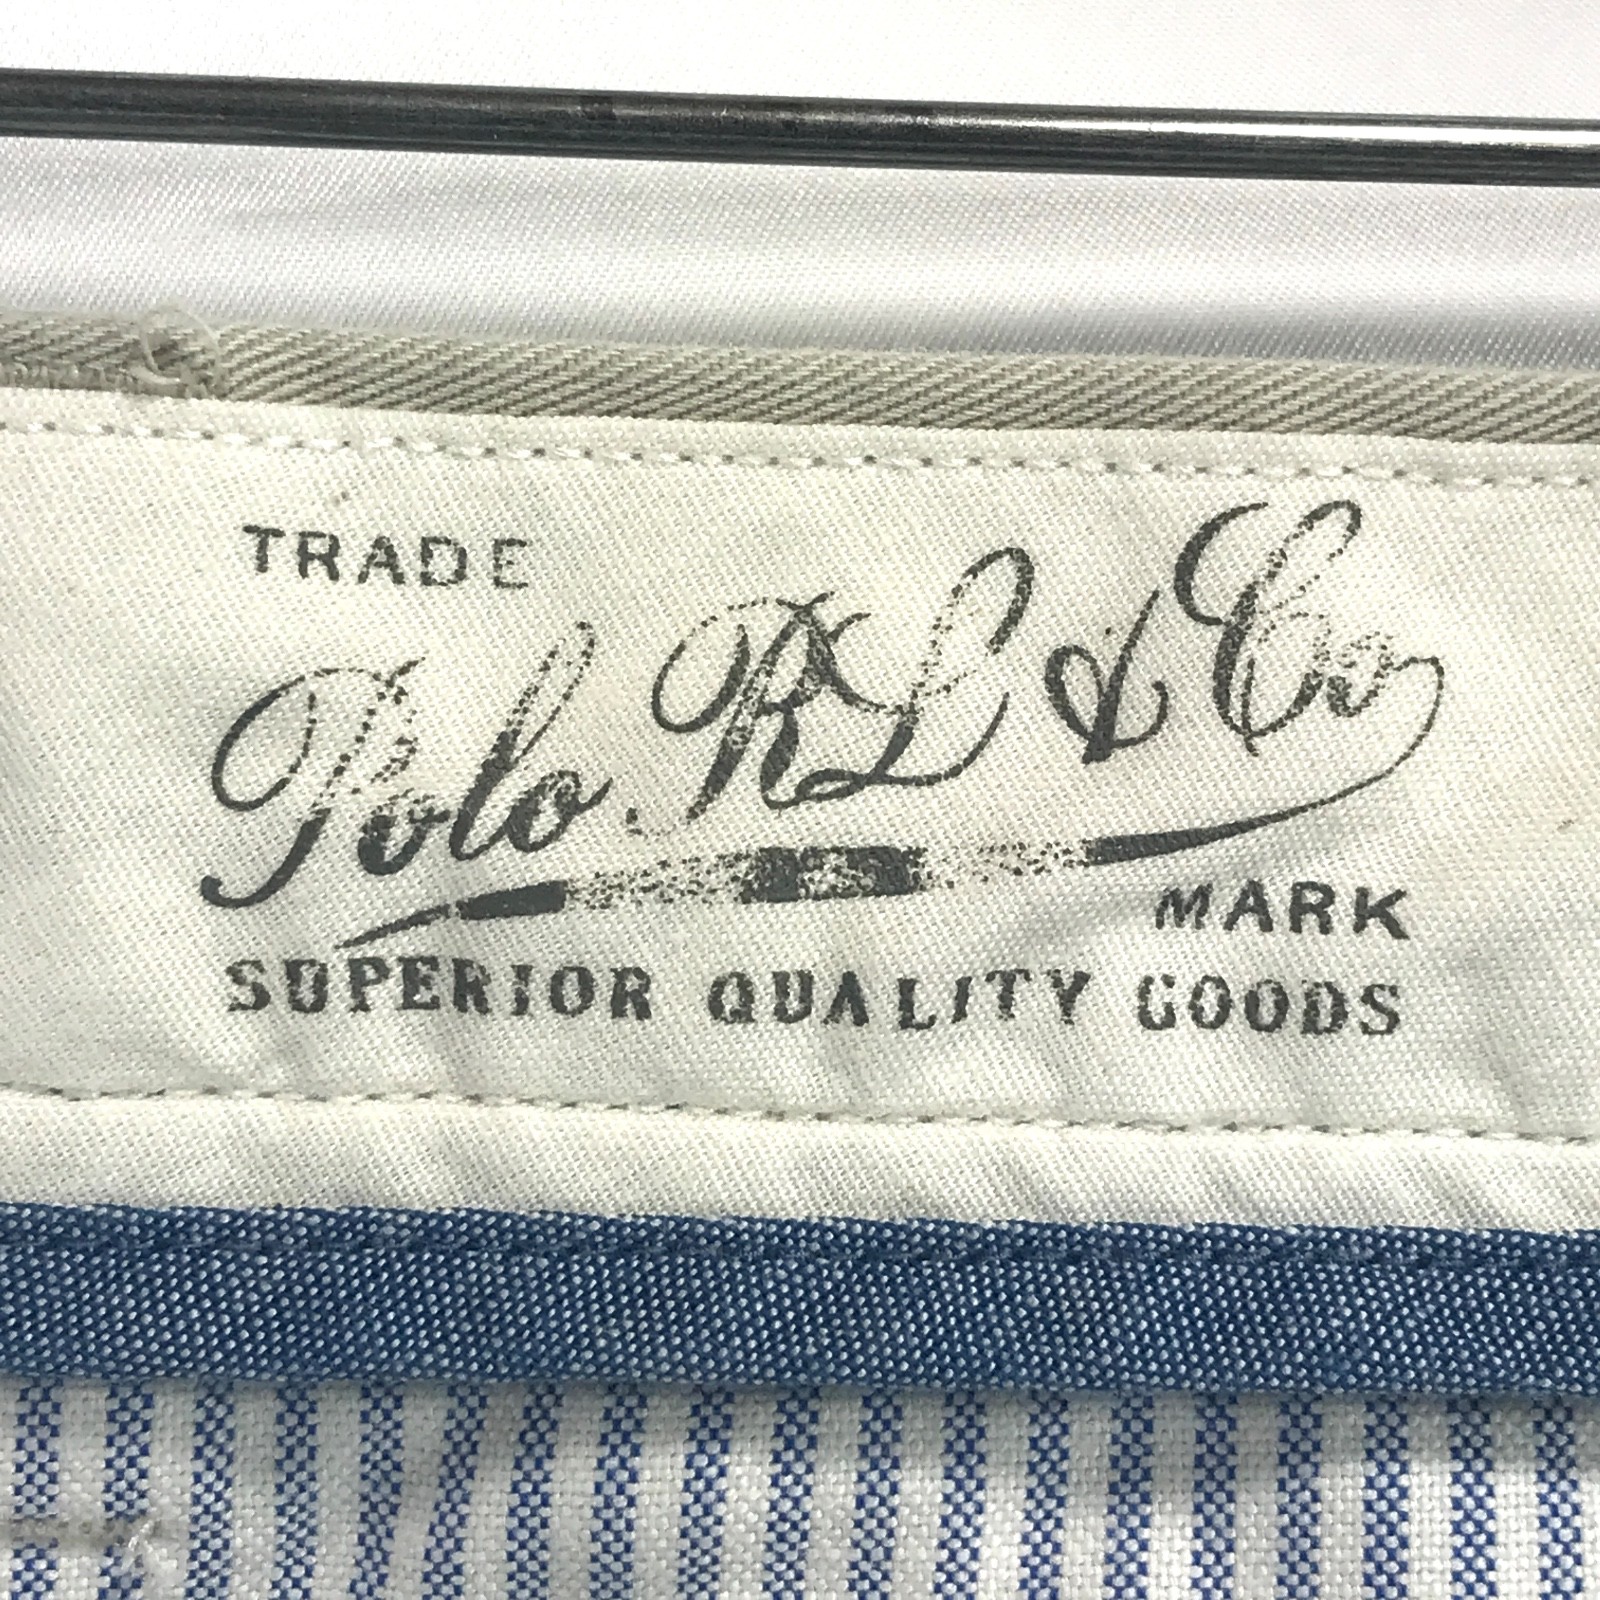 TRADE
Polo. RL & Co
MARK
SUPERIOR QUALITY GOODS